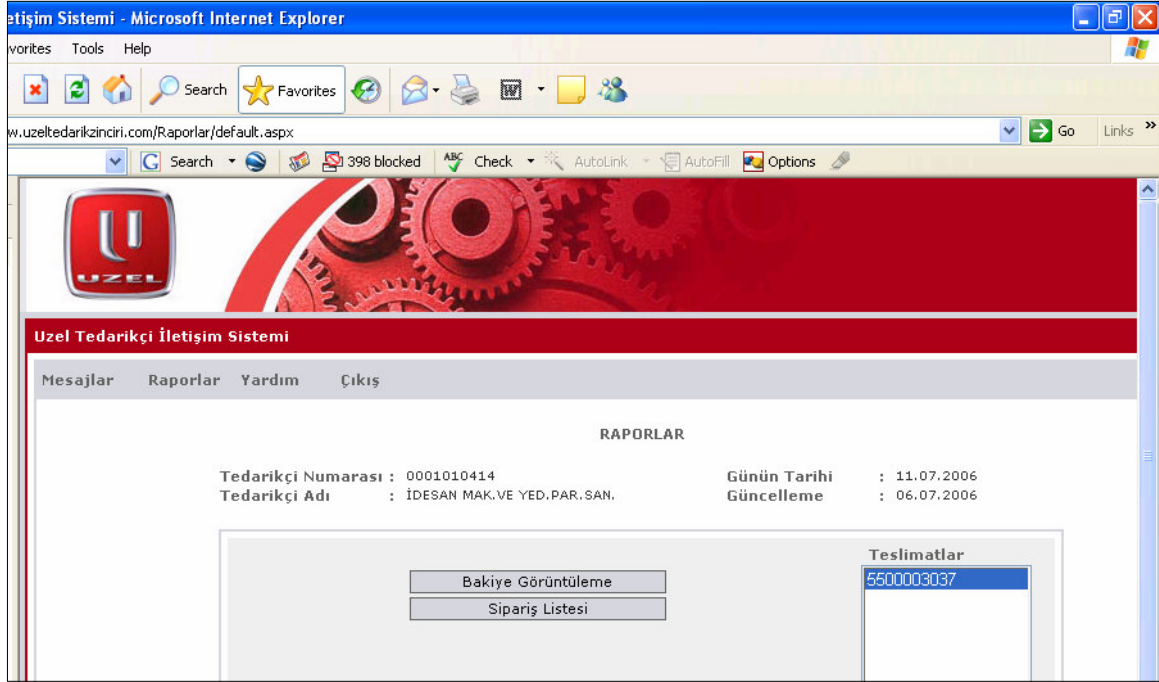 etişim Sistemi - Microsoft Internet Explorer
vorites Tools Help
Search Favorites
w.uzeltedarikzinciri.com/Raporlar/default.aspx Go Links »
G Search 398 blocked ABC Check AutoLink AutoFill Options
UZEL
Uzel Tedarikçi İletişim Sistemi
Mesajlar Raporlar Yardım Çıkış
RAPORLAR
Tedarikçi Numarası : 0001010414 Günün Tarihi : 11.07.2006
Tedarikçi Adı : İDESAN MAK.VE YED.PAR.SAN. Güncelleme : 06.07.2006
Teslimatlar
Bakiye Görüntüleme 5500003037
Sipariş Listesi